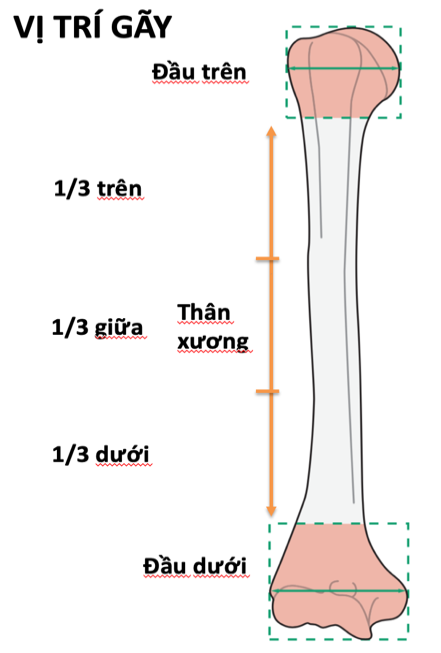 VỊ TRÍ GÃY
Đầu trên
1/3 trên
1/3 giữa
Thân
xương
1/3 dưới
Đầu dưới